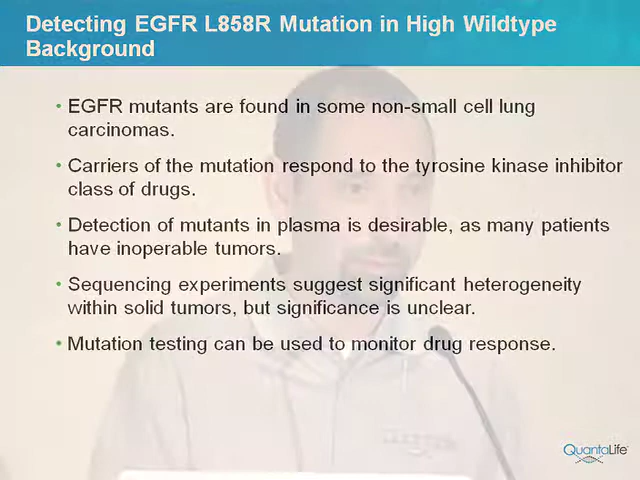 Detecting EGFR L858R Mutation in High Wildtype
Background
• EGFR mutants are found in some non-small cell lung
carcinomas.
• Carriers of the mutation respond to the tyrosine kinase inhibitor
class of drugs.
• Detection of mutants in plasma is desirable, as many patients
have inoperable tumors.
• Sequencing experiments suggest significant heterogeneity
within solid tumors, but significance is unclear.
• Mutation testing can be used to monitor drug response.
QuantaLife